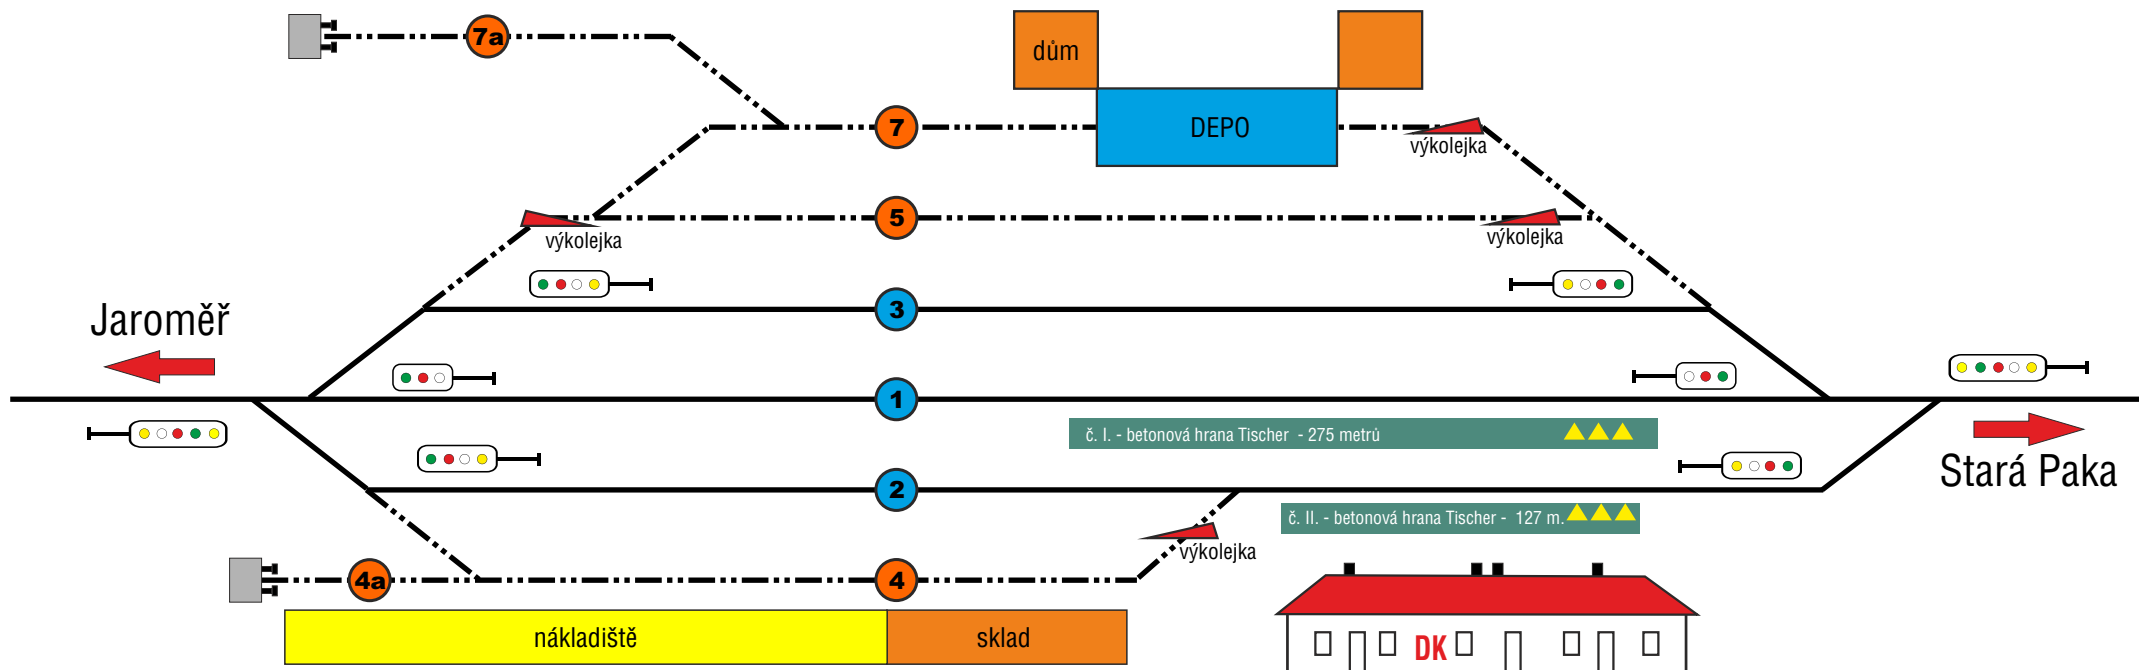 7a
dům
7
DEPO
výkolejka
5
výkolejka
výkolejka
3
Jaroměř
1
č. I. - betonová hrana Tischer - 275 metrů
Stará Paka
2
č. II. - betonová hrana Tischer - 127 m.
výkolejka
4a
4
nákladiště
sklad
DK